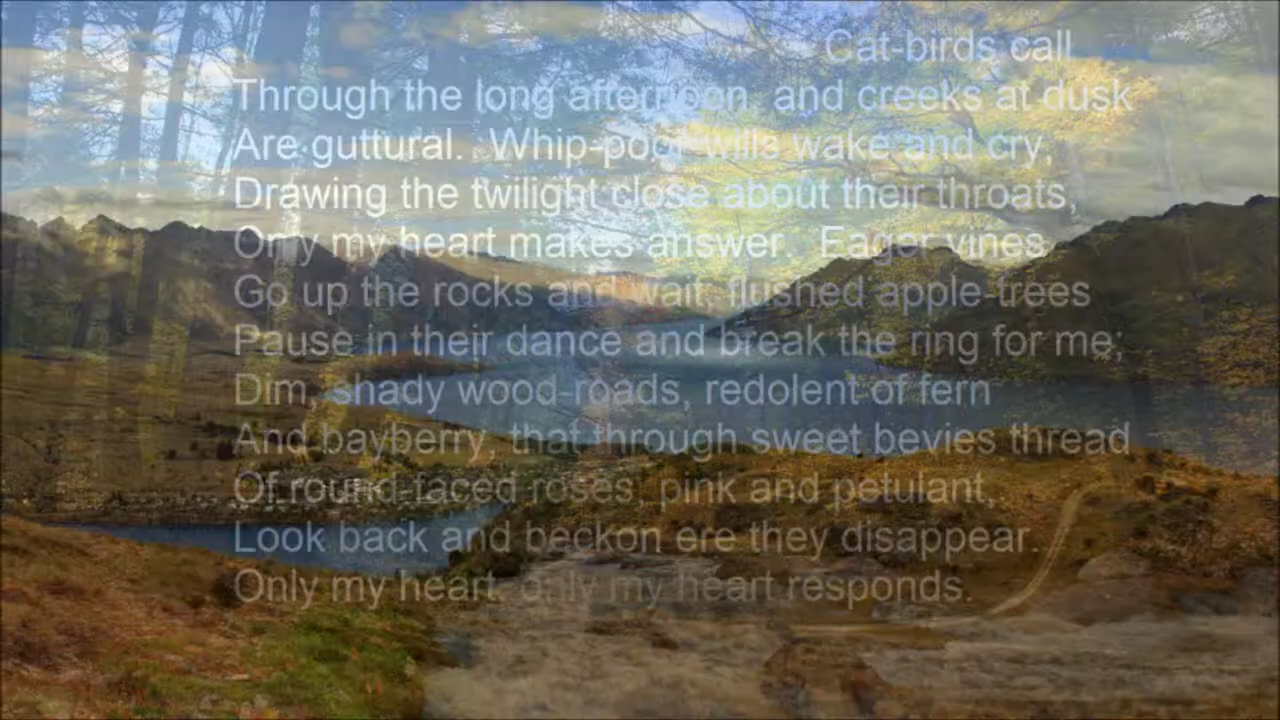 Cat-birds call
Through the long afternoon, and creeks at dusk
Are guttural. Whip-poor-wills wake and cry,
Drawing the twilight close about their throats,
Only my heart makes answer. Eager vines
Go up the rocks and wait; flushed apple-trees
Pause in their dance and break the ring for me;
Dim, shady wood-roads, redolent of fern
And bayberry, that through sweet bevies thread
Of round-faced roses, pink and petulant,
Look back and beckon ere they disappear.
Only my heart, only my heart responds.